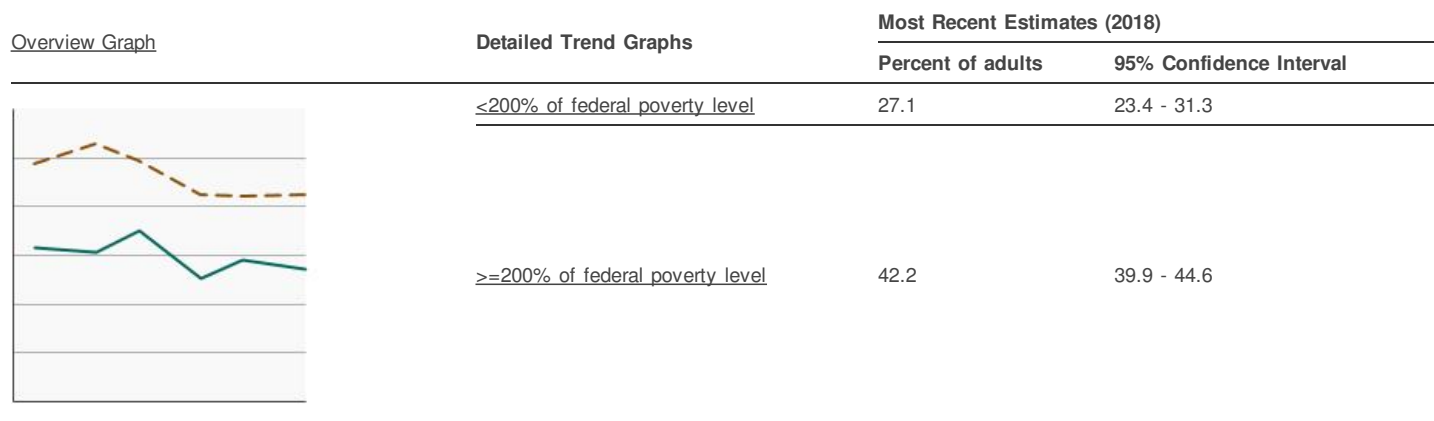 Most Recent Estimates (2018)
Overview Graph Detailed Trend Graphs
Percent of adults 95% Confidence Interval
<200% of federal poverty level 27.1 23.4 - 31.3
>=200% of federal poverty level 42.2 39.9 - 44.6